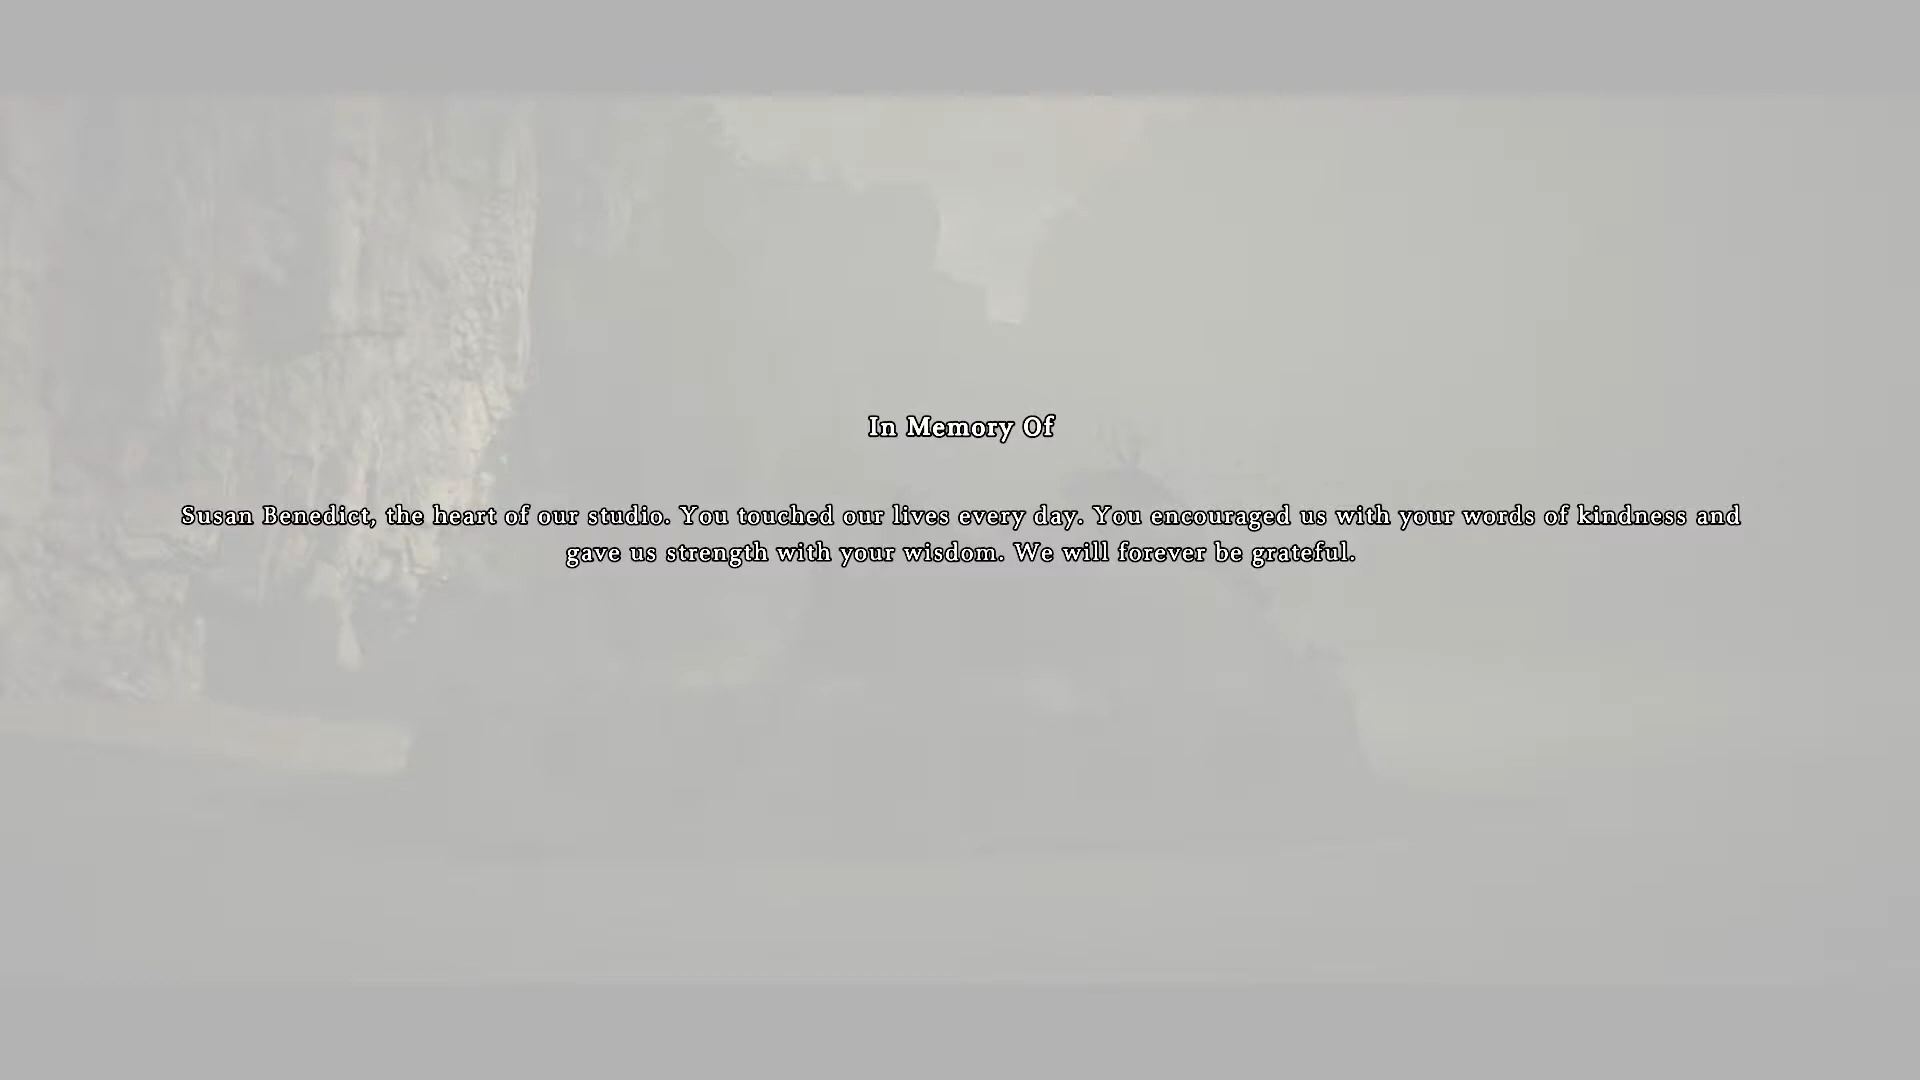 In Memory Of
Susan Benedict, the heart of our studio. You touched our lives every day. You encouraged us with your words of kindness and
gave us strength with your wisdom. We will forever be grateful.